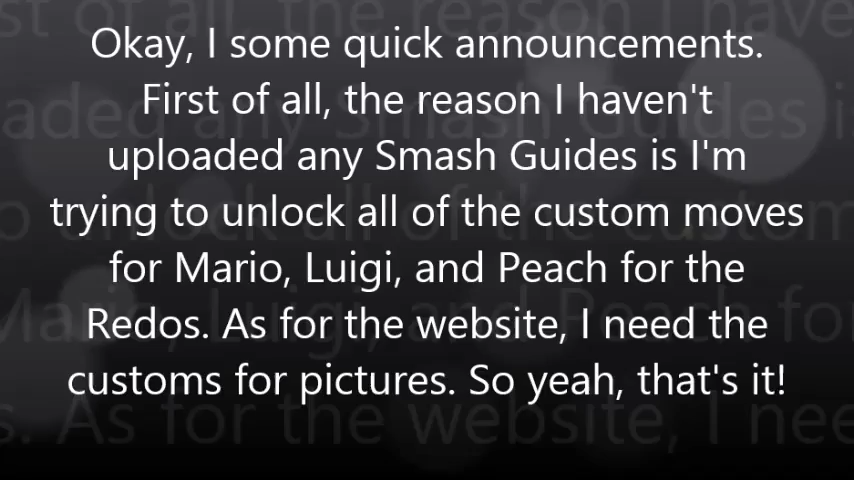 Okay, I some quick announcements.
First of all, the reason I haven't
uploaded any Smash Guides is I'm
trying to unlock all of the custom moves
for Mario, Luigi, and Peach for the
Redos. As for the website, I need the
customs for pictures. So yeah, that's it!